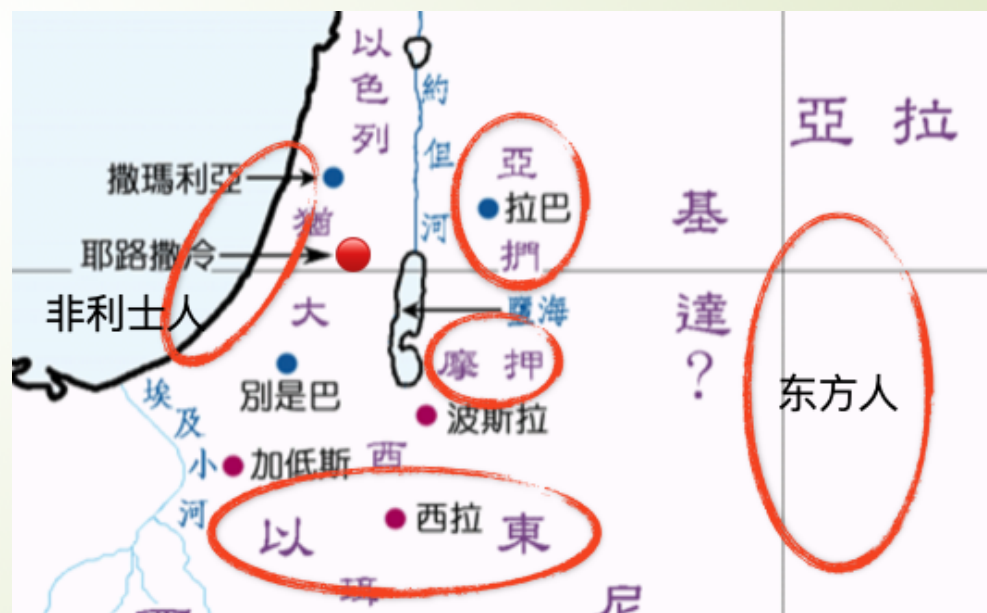 以色列
約但河
亞拉
撒瑪利亞
亞捫
拉巴
基達？
猶大
耶路撒冷
非利士人
鹽海
摩押
东方人
別是巴
埃及小河
波斯拉
加低斯
西
以東
西拉
尼